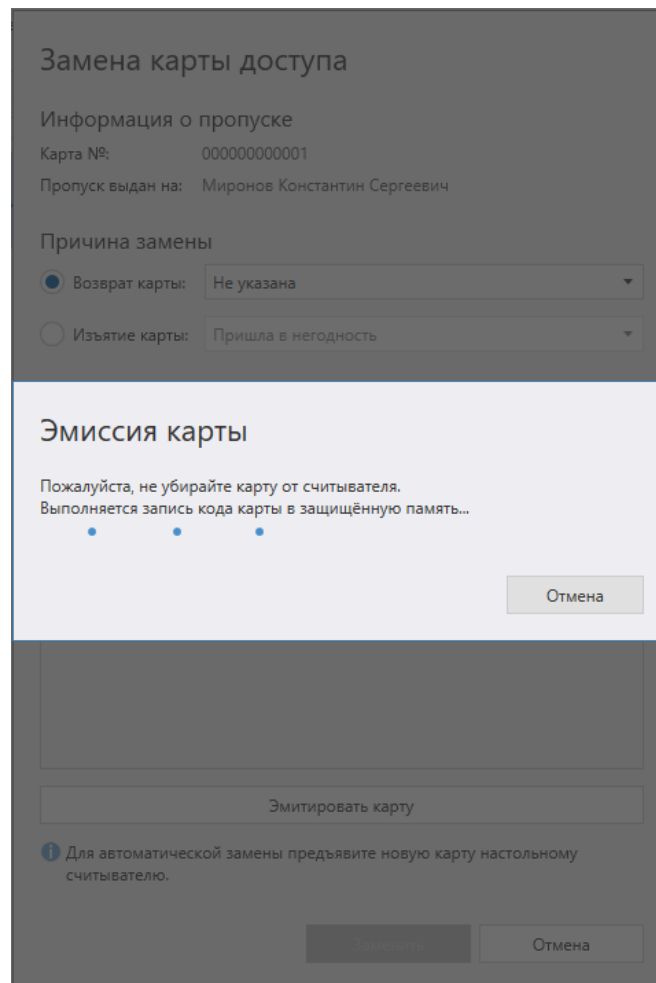 Замена карты доступа
Информация о пропуске
Карта №: 000000000001
Пропуск выдан на: Миронов Константин Сергеевич
Причина замены
Возврат карты: Не указана
Изъятие карты: Пришла в негодность
Эмиссия карты
Пожалуйста, не убирайте карту от считывателя.
Выполняется запись кода карты в защищённую память...
Отмена
Эмитировать карту
Для автоматической замены предъявите новую карту настольному
считывателю.
Заменить Отмена